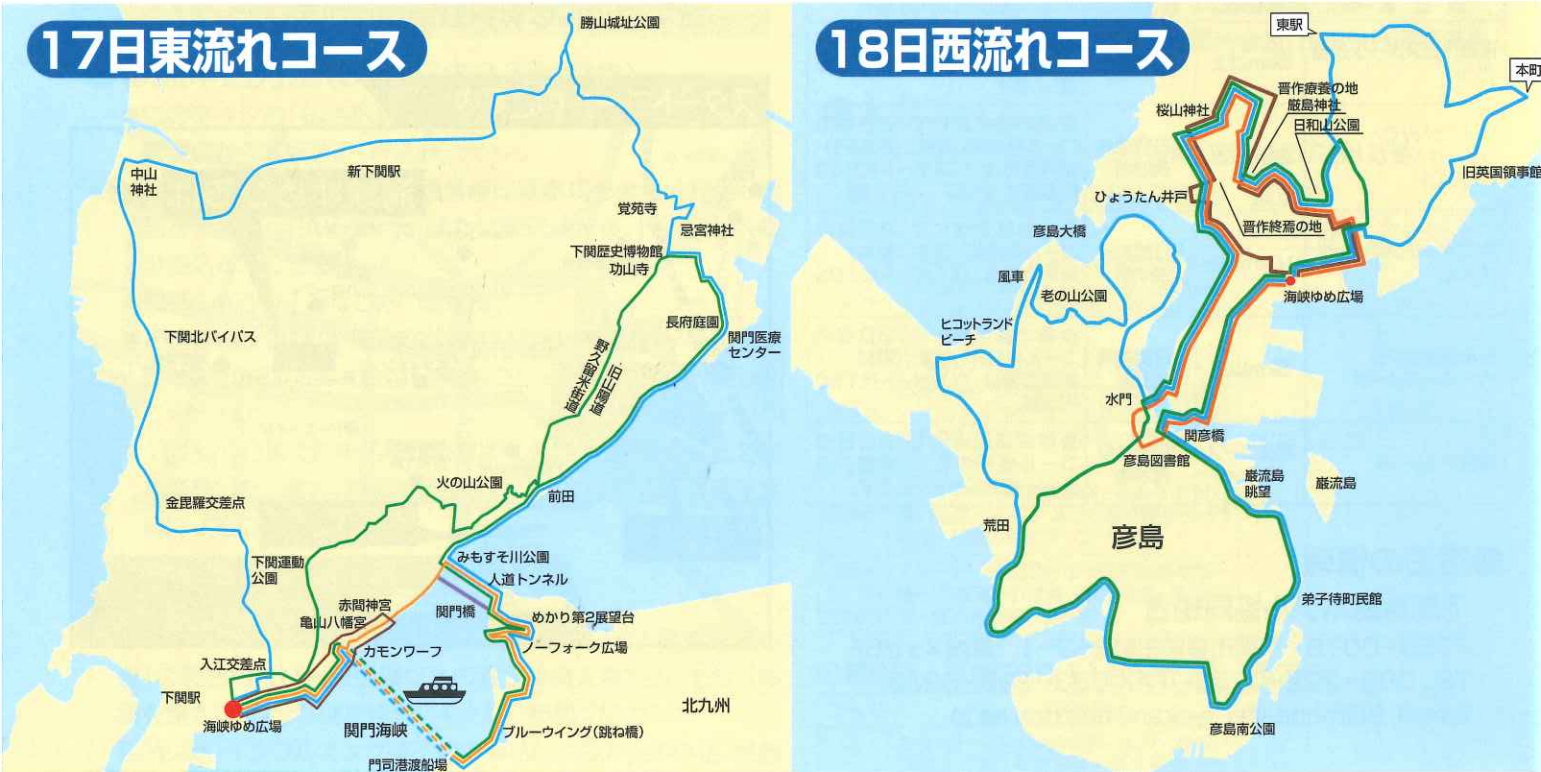 17日東流れコース
勝山城址公園
中山
神社
新下関駅
覚苑寺
忌宮神社
下関歴史博物館
功山寺
長府庭園
関門医療
センター
下関北バイパス
野久留米街道
旧山陽道
火の山公園
前田
金毘羅交差点
みもすそ川公園
下関運動
公園
人道トンネル
赤間神宮
関門橋
めかり第2展望台
亀山八幡宮
カモンワーフ
ノーフォーク広場
入江交差点
下関駅
海峡ゆめ広場
関門海峡
北九州
ブルーウイング(跳ね橋)
門司港渡船場
18日西流れコース
東駅
本町
晋作療養の地
厳島神社
桜山神社
日和山公園
旧英国領事館
ひょうたん井戸
晋作終焉の地
彦島大橋
風車
老の山公園
海峡ゆめ広場
ヒコットランド
ビーチ
水門
関彦橋
彦島図書館
巌流島
眺望
巌流島
荒田
彦島
弟子待町民館
彦島南公園